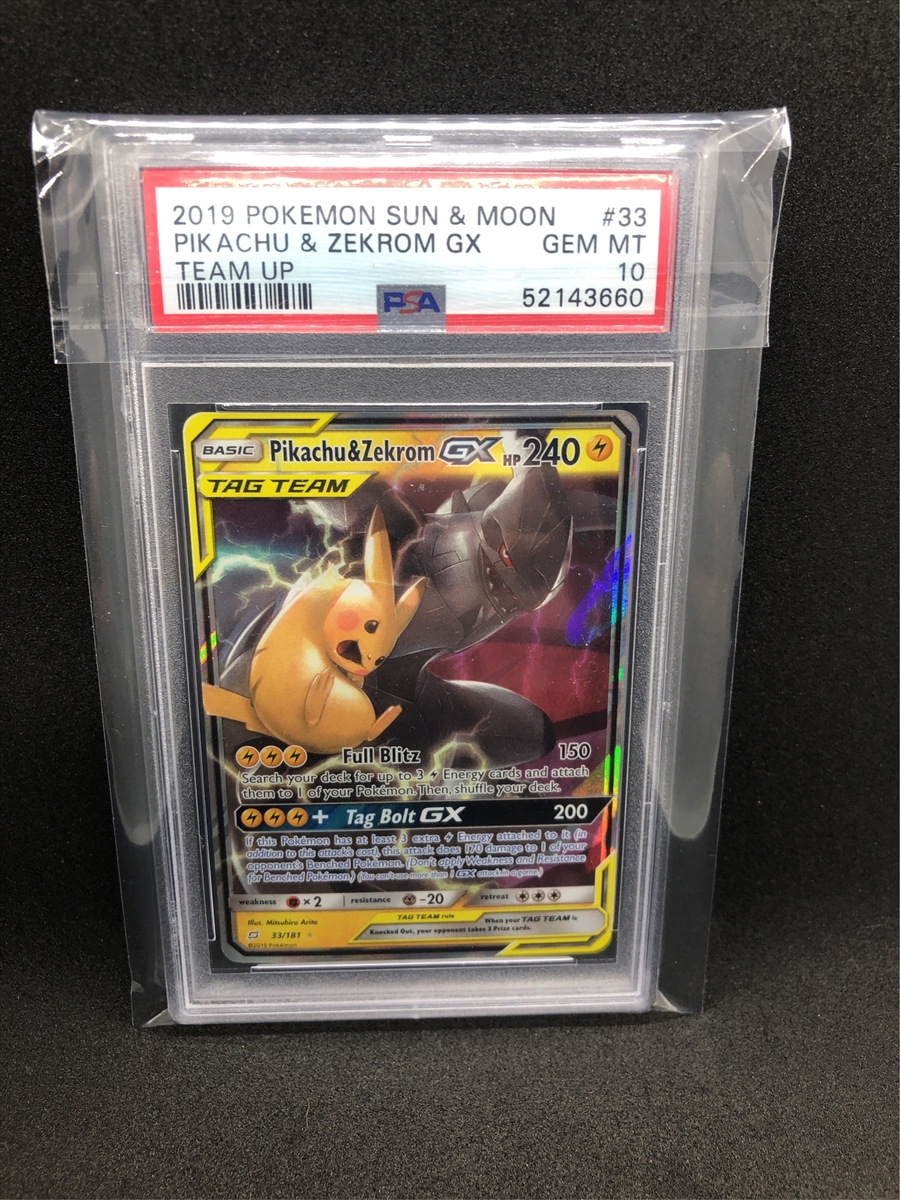 2019 POKEMON SUN & MOON #33
PIKACHU & ZEKROM GX GEM MT
TEAM UP 10
PSA 52143660
BASIC Pikachu&Zekrom GX HP240
TAG TEAM
Full Blitz 150
Search your deck for up to 3 Energy cards and attach
them to 1 of your Pokémon. Then, shuffle your deck.
+ Tag Bolt GX 200
If this Pokémon has at least 3 extra Energy attached to it (in
addition to this attack's cost), this attack does 170 damage to 1 of your
opponent's Benched Pokémon. (Don't apply Weakness and Resistance
for Benched Pokémon.) (You can't use more than 1 GX attack in a game.)
weakness ×2 resistance -20 retreat
Illus. Mitsuhiro Arita TAG TEAM rule When your TAG TEAM is
33/181 Knocked Out, your opponent takes 3 Prize cards.
©2019 Pokémon